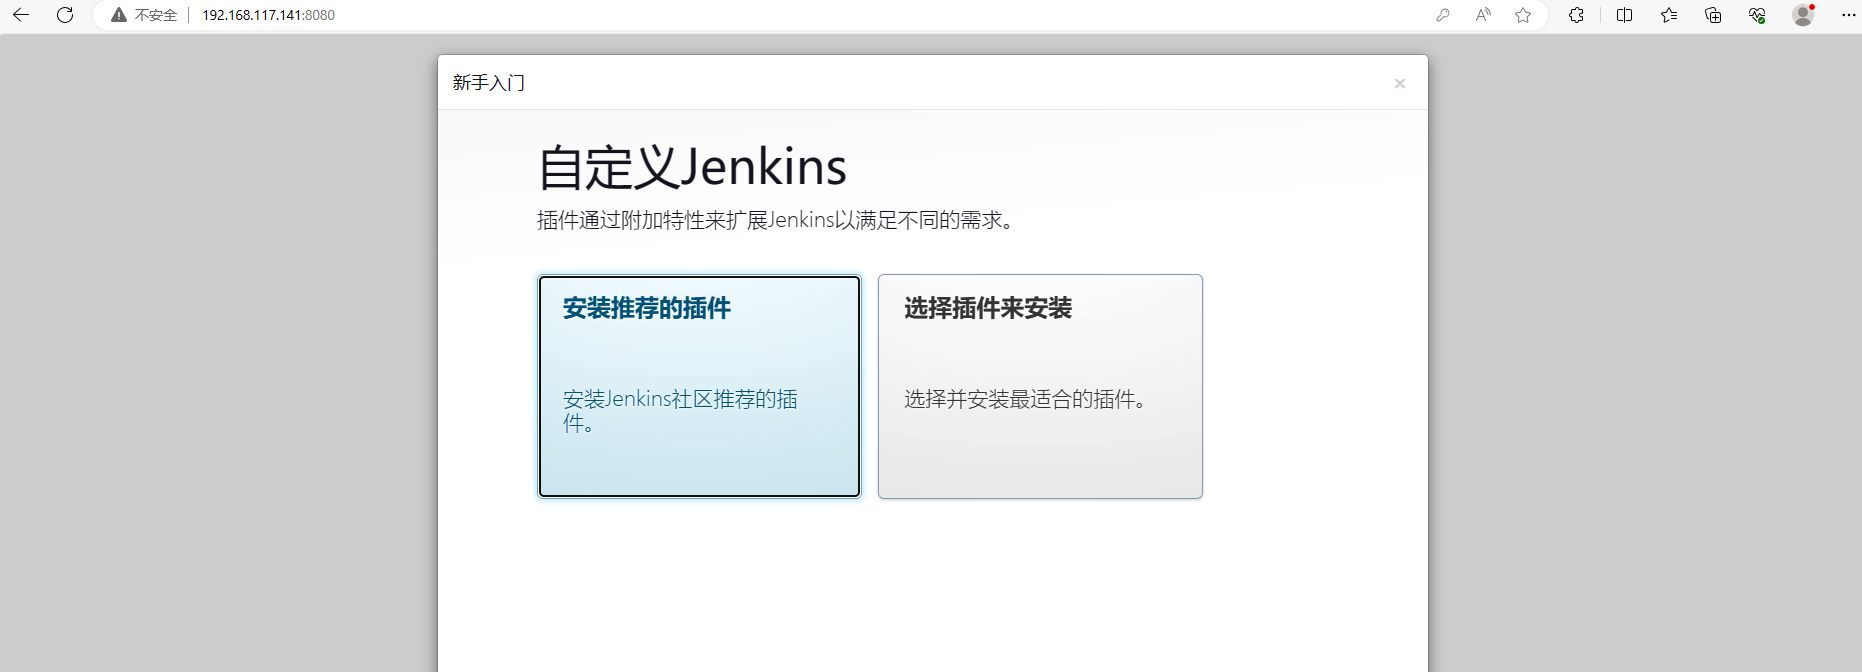 不安全 192.168.117.141:8080
新手入门
自定义Jenkins
插件通过附加特性来扩展Jenkins以满足不同的需求。
安装推荐的插件
安装Jenkins社区推荐的插
件。
选择插件来安装
选择并安装最适合的插件。